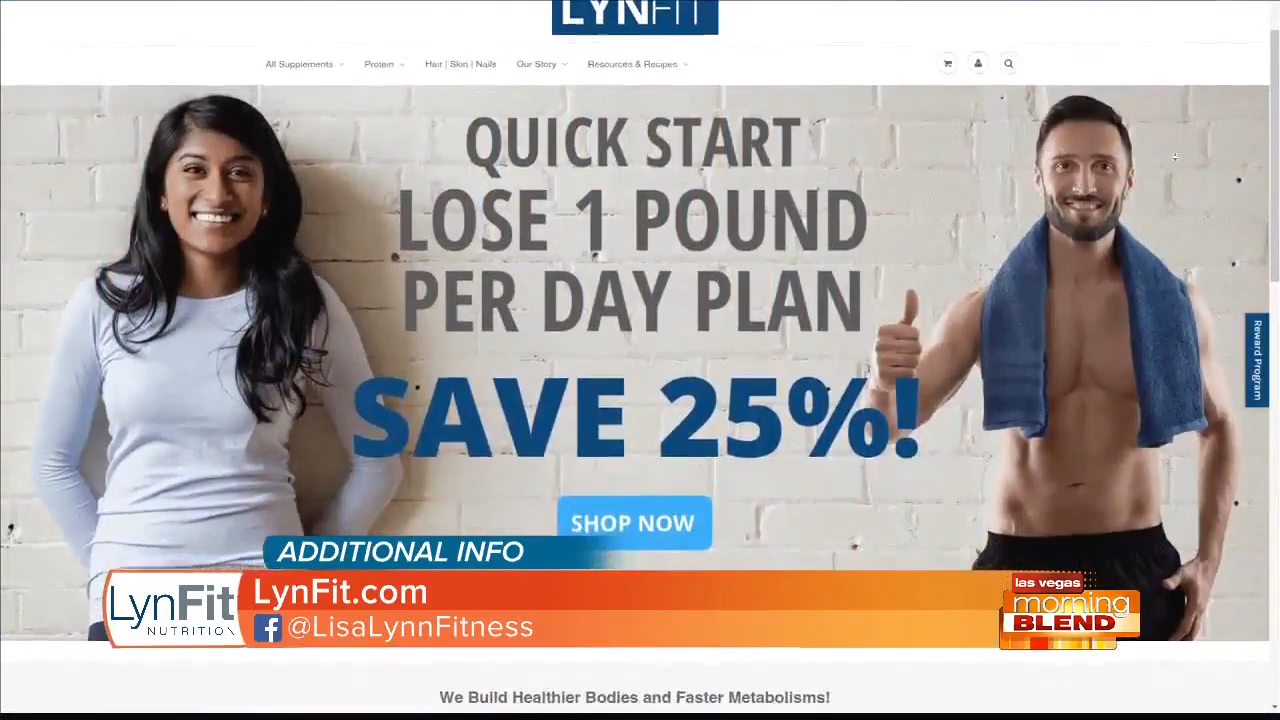 LYNFIT
All Supplements
Protein
Hair | Skin | Nails
Our Story
Resources & Recipes
QUICK START
LOSE 1 POUND
PER DAY PLAN
SAVE 25%!
SHOP NOW
Reward Program
ADDITIONAL INFO
LynFit
NUTRITION
LynFit.com
@LisaLynnFitness
las vegas
morning
BLEND
We Build Healthier Bodies and Faster Metabolisms!